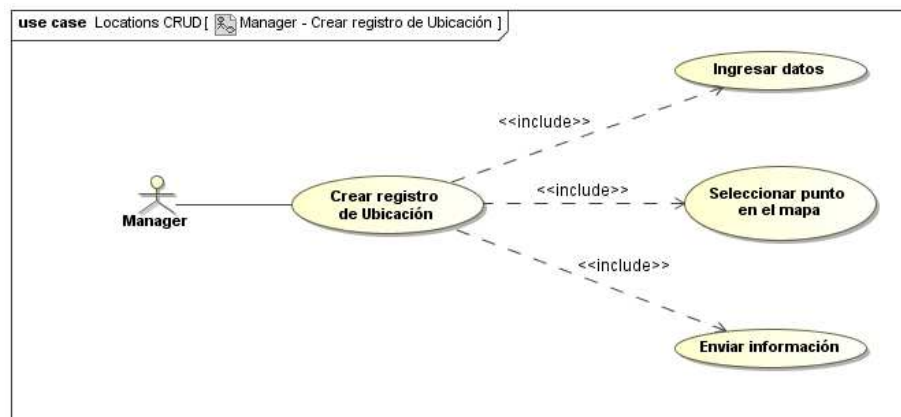 use case Locations CRUD [ Manager - Crear registro de Ubicación ]
Ingresar datos
<<include>>
Crear registro
de Ubicación
<<include>>
Seleccionar punto
en el mapa
Manager
<<include>>
Enviar información